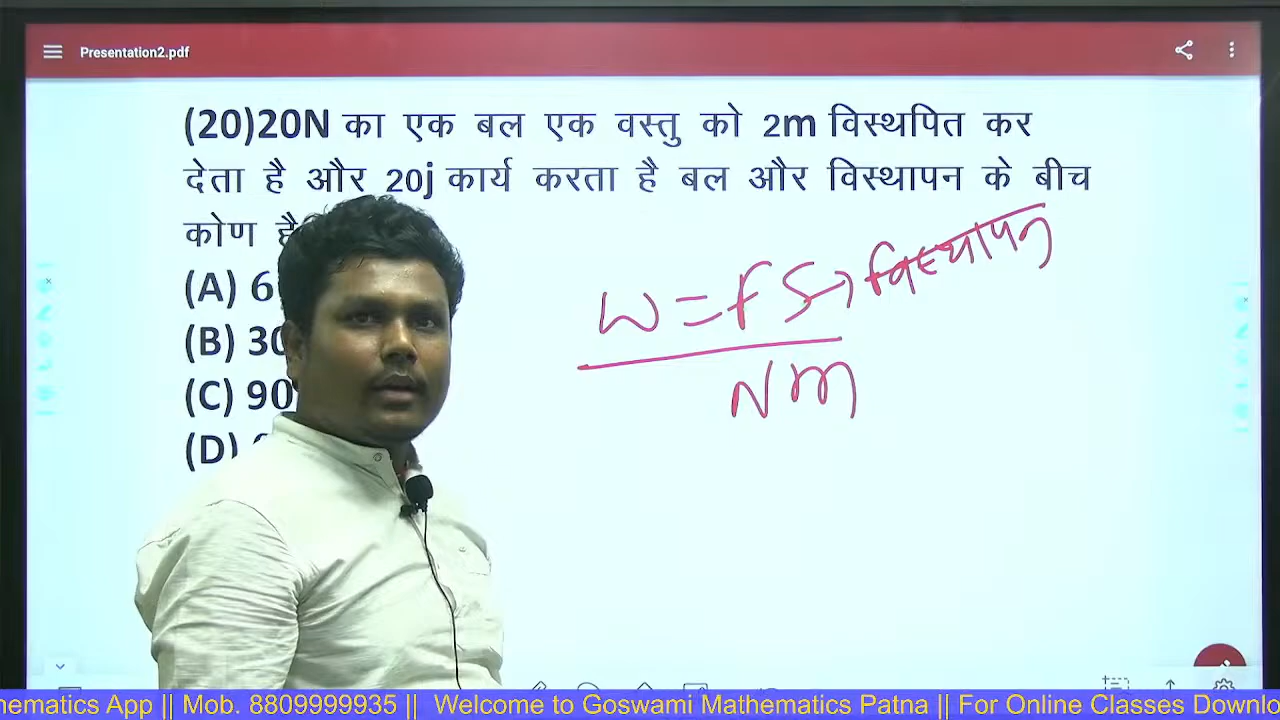 Presentation2.pdf
(20)20N का एक बल एक वस्तु को 2m विस्थपित कर
देता है और 20j कार्य करता है बल और विस्थापन के बीच
कोण है
(A) 6
(B) 30
(C) 90
(D)
W = F S → विस्थापन
N m
hematics App || Mob. 8809999935 || Welcome to Goswami Mathematics Patna || For Online Classes Downlo